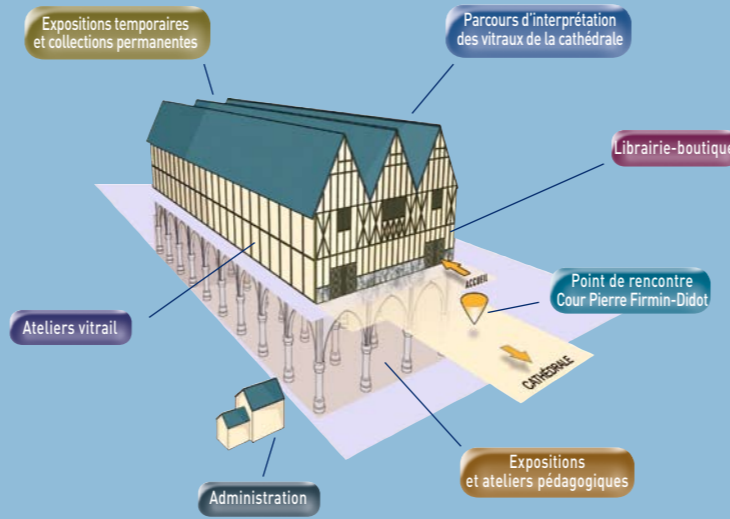 Expositions temporaires
et collections permanentes
Parcours d'interprétation
des vitraux de la cathédrale
Librairie-boutique
ACCUEIL
Point de rencontre
Cour Pierre Firmin-Didot
CATHÉDRALE
Ateliers vitrail
Expositions
et ateliers pédagogiques
Administration